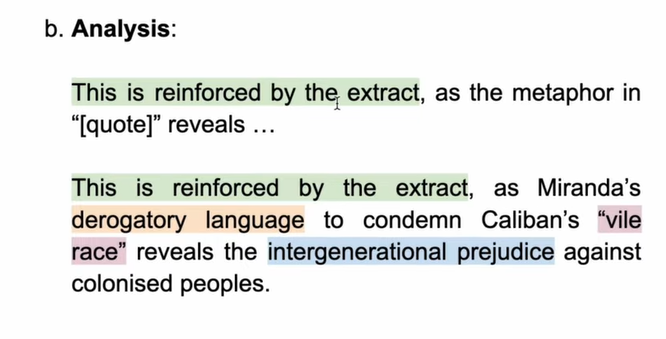 b. Analysis:
This is reinforced by the extract, as the metaphor in
“[quote]” reveals …
This is reinforced by the extract, as Miranda’s
derogatory language to condemn Caliban’s “vile
race” reveals the intergenerational prejudice against
colonised peoples.